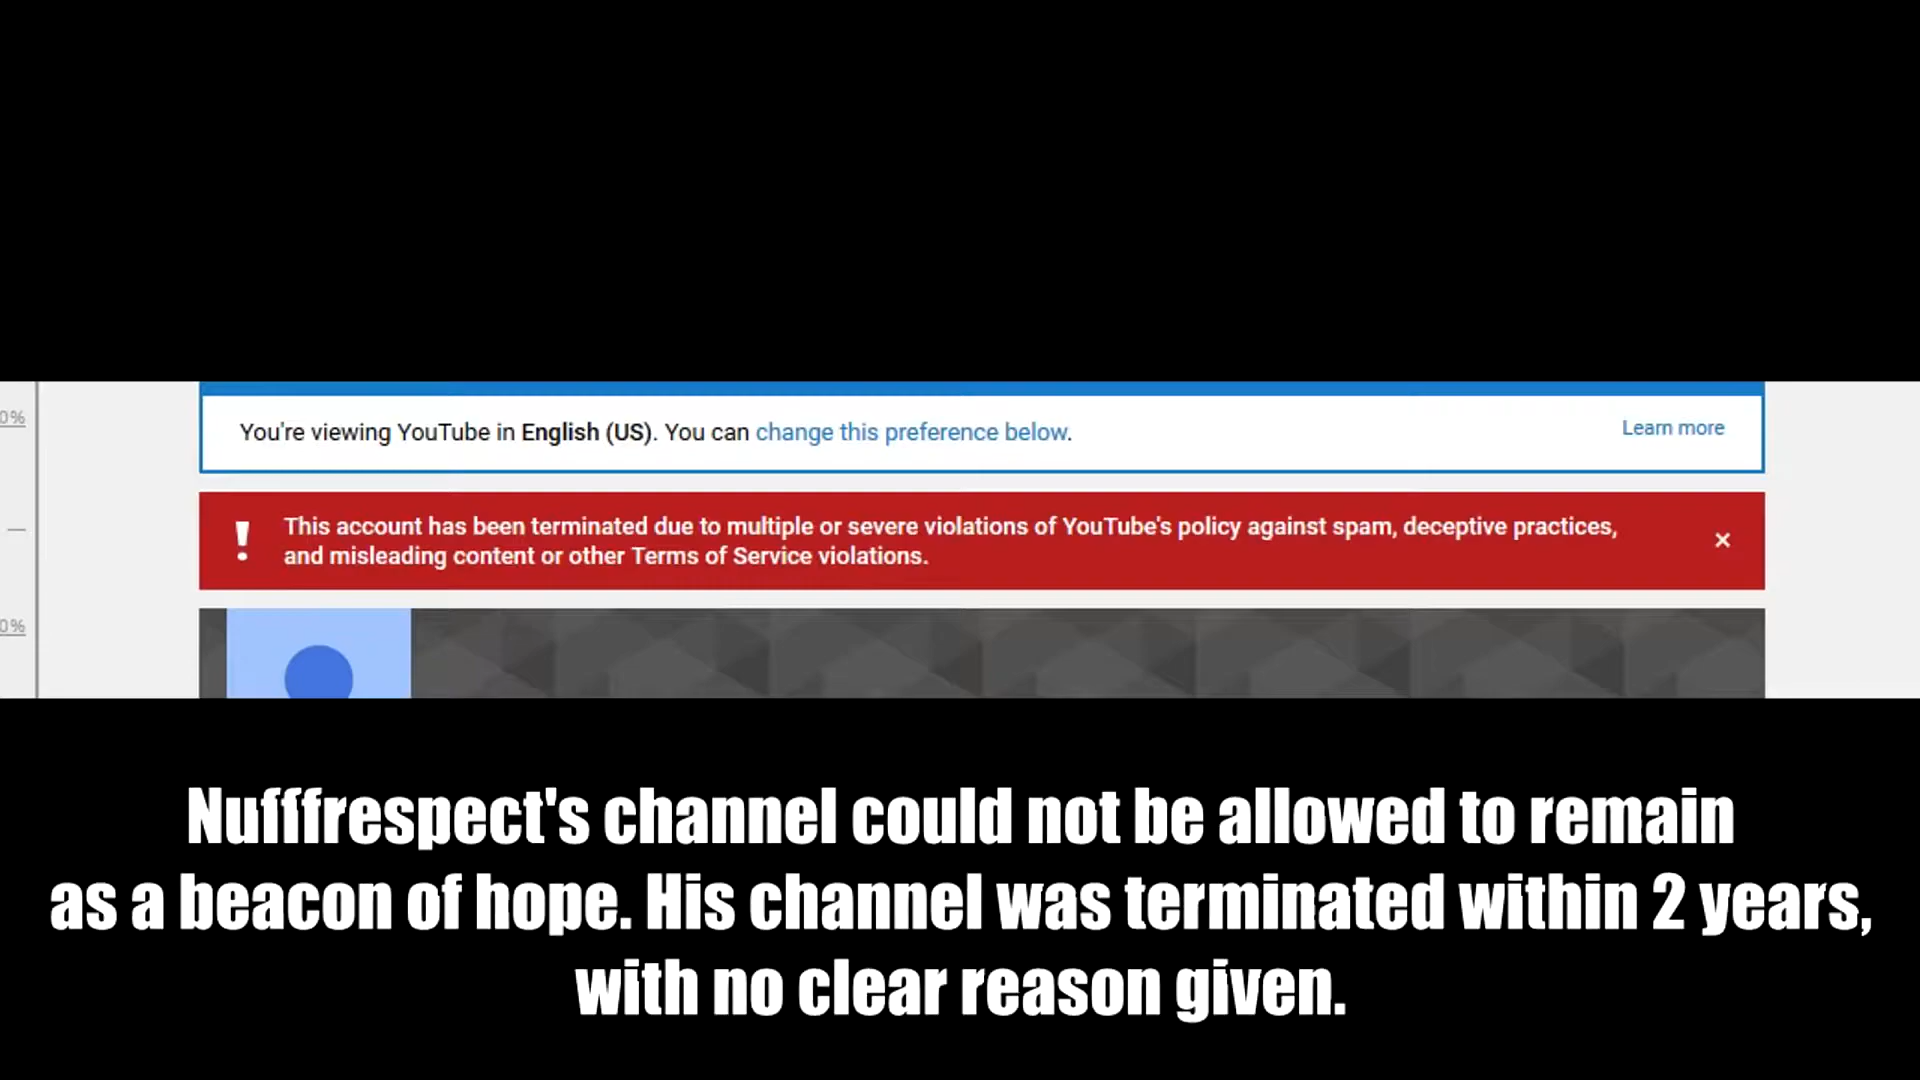 0%
You're viewing YouTube in English (US). You can change this preference below.
Learn more
This account has been terminated due to multiple or severe violations of YouTube's policy against spam, deceptive practices,
and misleading content or other Terms of Service violations.
0%
Nufffrespect's channel could not be allowed to remain
as a beacon of hope. His channel was terminated within 2 years,
with no clear reason given.